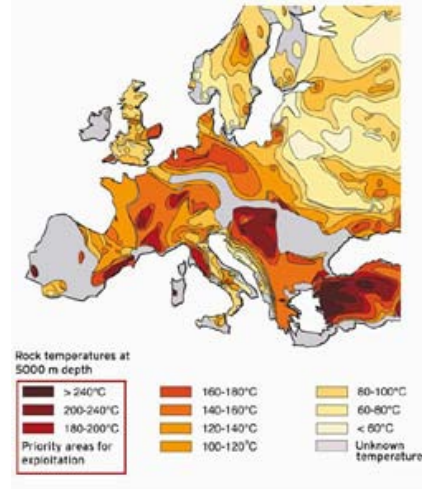 Rock temperatures at
5000 m depth
> 240°C
200-240°C
180-200°C
Priority areas for
exploitation
160-180°C
140-160°C
120-140°C
100-120°C
80-100°C
60-80°C
< 60°C
Unknown
temperature